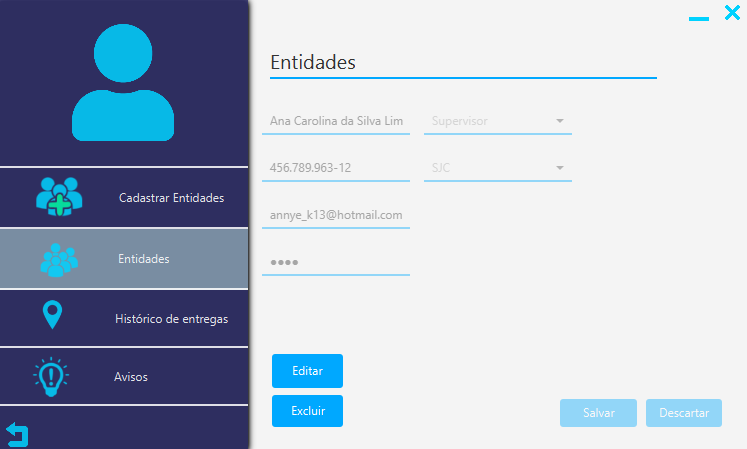 Entidades
Ana Carolina da Silva Lim
Supervisor
456.789.963-12
SJC
annye_k13@hotmail.com
••••
Cadastrar Entidades
Entidades
Histórico de entregas
Avisos
Editar
Excluir
Salvar
Descartar